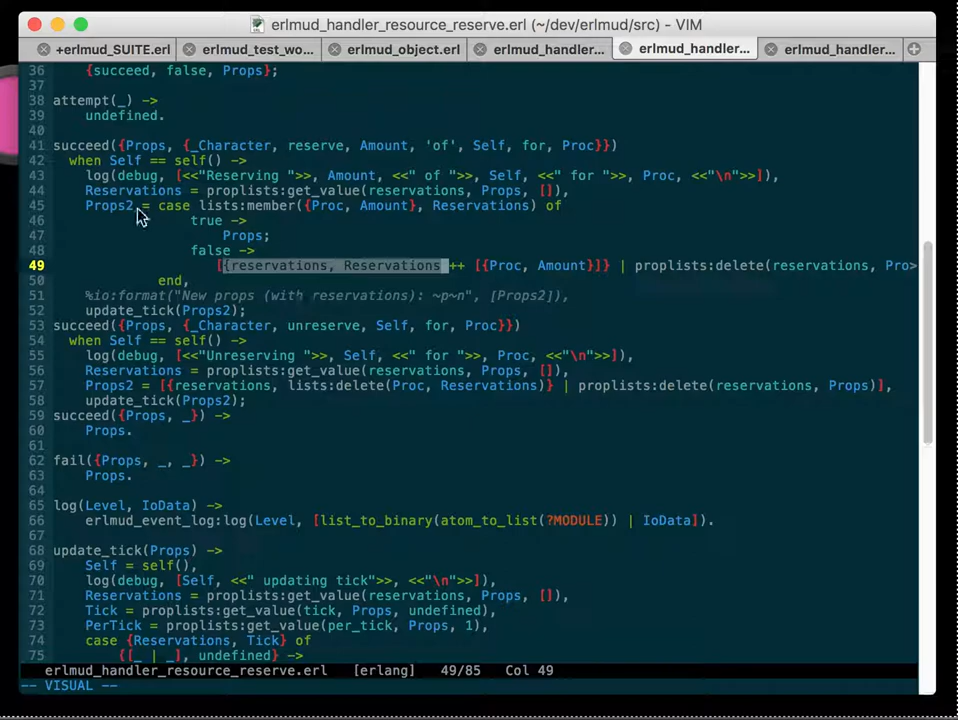 erlmud_handler_resource_reserve.erl (~/dev/erlmud/src) - VIM
+erlmud_SUITE.erl erlmud_test_wo... erlmud_object.erl erlmud_handler... erlmud_handler... erlmud_handler...
36 {succeed, false, Props};
37
38 attempt(_) ->
39 undefined.
40
41 succeed({Props, {_Character, reserve, Amount, 'of', Self, for, Proc}})
42 when Self == self() ->
43 log(debug, [<<"Reserving ">>, Amount, <<" of ">>, Self, <<" for ">>, Proc, <<"\n">>]),
44 Reservations = proplists:get_value(reservations, Props, []),
45 Props2 = case lists:member({Proc, Amount}, Reservations) of
46 true ->
47 Props;
48 false ->
49 [{reservations, Reservations ++ [{Proc, Amount}]} | proplists:delete(reservations, Pro>
50 end,
51 %io:format("New props (with reservations): ~p~n", [Props2]),
52 update_tick(Props2);
53 succeed({Props, {_Character, unreserve, Self, for, Proc}})
54 when Self == self() ->
55 log(debug, [<<"Unreserving ">>, Self, <<" for ">>, Proc, <<"\n">>]),
56 Reservations = proplists:get_value(reservations, Props, []),
57 Props2 = [{reservations, lists:delete(Proc, Reservations)} | proplists:delete(reservations, Props)],
58 update_tick(Props2);
59 succeed({Props, _}) ->
60 Props.
61
62 fail({Props, _, _}) ->
63 Props.
64
65 log(Level, IoData) ->
66 erlmud_event_log:log(Level, [list_to_binary(atom_to_list(?MODULE)) | IoData]).
67
68 update_tick(Props) ->
69 Self = self(),
70 log(debug, [Self, <<" updating tick">>, <<"\n">>]),
71 Reservations = proplists:get_value(reservations, Props, []),
72 Tick = proplists:get_value(tick, Props, undefined),
73 PerTick = proplists:get_value(per_tick, Props, 1),
74 case {Reservations, Tick} of
75 {[_ | _], undefined} ->
erlmud_handler_resource_reserve.erl [erlang] 49/85 Col 49
-- VISUAL --